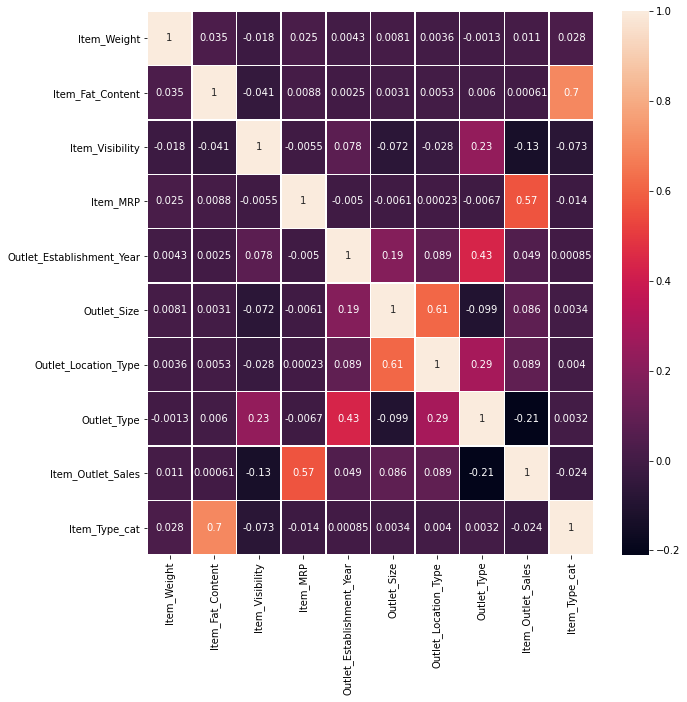 1.0
Item_Weight 1 0.035 -0.018 0.025 0.0043 0.0081 0.0036 -0.0013 0.011 0.028
Item_Fat_Content 0.035 1 -0.041 0.0088 0.0025 0.0031 0.0053 0.006 0.00061 0.7
0.8
Item_Visibility -0.018 -0.041 1 -0.0055 0.078 -0.072 -0.028 0.23 -0.13 -0.073
Item_MRP 0.025 0.0088 -0.0055 1 -0.005 -0.0061 0.00023 -0.0067 0.57 -0.014
0.6
Outlet_Establishment_Year 0.0043 0.0025 0.078 -0.005 1 0.19 0.089 0.43 0.049 0.00085
0.4
Outlet_Size 0.0081 0.0031 -0.072 -0.0061 0.19 1 0.61 -0.099 0.086 0.0034
Outlet_Location_Type 0.0036 0.0053 -0.028 0.00023 0.089 0.61 1 0.29 0.089 0.004
0.2
Outlet_Type -0.0013 0.006 0.23 -0.0067 0.43 -0.099 0.29 1 -0.21 0.0032
0.0
Item_Outlet_Sales 0.011 0.00061 -0.13 0.57 0.049 0.086 0.089 -0.21 1 -0.024
Item_Type_cat 0.028 0.7 -0.073 -0.014 0.00085 0.0034 0.004 0.0032 -0.024 1
−0.2
Item_Weight
Item_Fat_Content
Item_Visibility
Item_MRP
Outlet_Establishment_Year
Outlet_Size
Outlet_Location_Type
Outlet_Type
Item_Outlet_Sales
Item_Type_cat